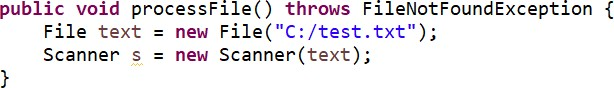 public void processFile() throws FileNotFoundException {
    File text = new File("C:/test.txt");
    Scanner s = new Scanner(text);
}